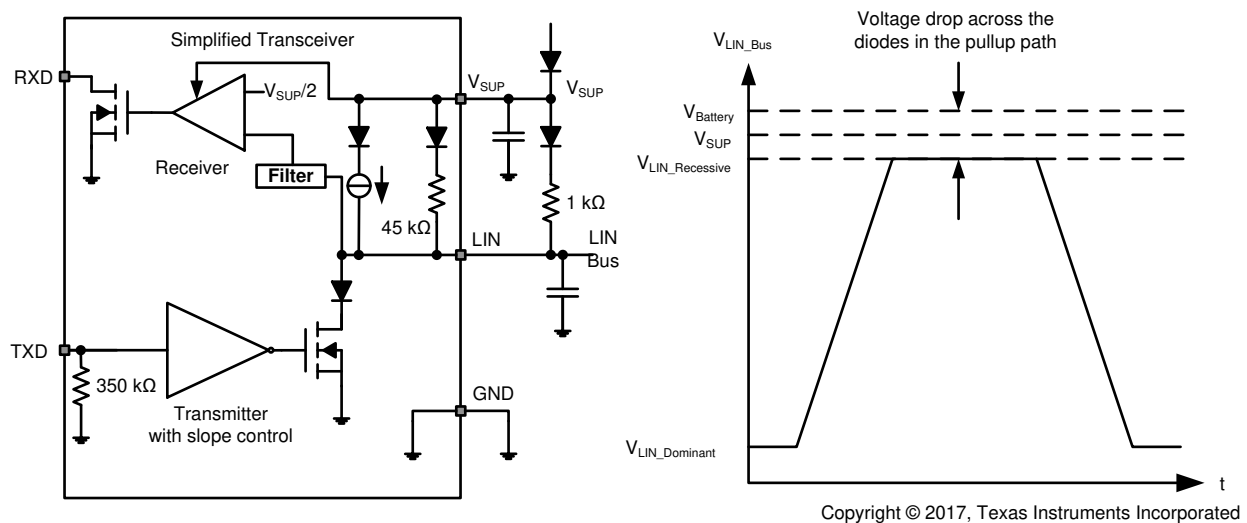 Simplified Transceiver
RXD
V_SUP/2
V_SUP
V_SUP
Receiver
Filter
45 kΩ
1 kΩ
LIN
LIN
Bus
TXD
350 kΩ
Transmitter
with slope control
GND
Voltage drop across the
diodes in the pullup path
V_LIN_Bus
V_Battery
V_SUP
V_LIN_Recessive
V_LIN_Dominant
t
Copyright © 2017, Texas Instruments Incorporated